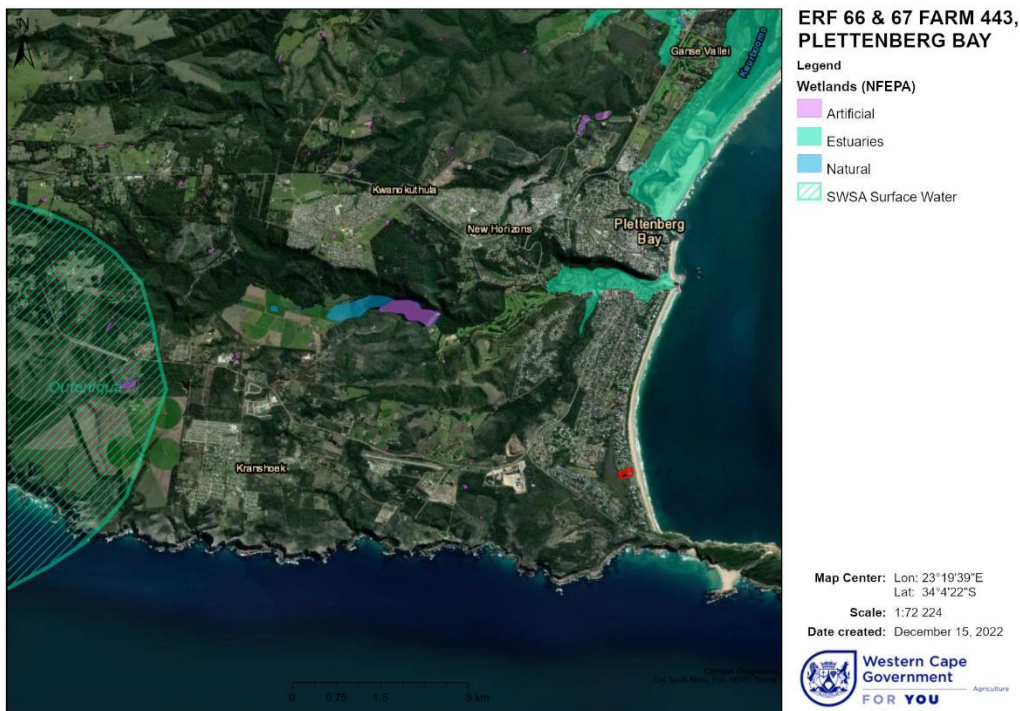 ERF 66 & 67 FARM 443,
PLETTENBERG BAY
Legend
Wetlands (NFEPA)
Artificial
Estuaries
Natural
SWSA Surface Water
N
Ganse Vallei
Keurbooms
Kwanokuthula
New Horizons
Plettenberg
Bay
Outeniqua
Kranshoek
0 0.75 1.5 3 km
Map Center: Lon: 23°19'39"E
Lat: 34°4'22"S
Scale: 1:72 224
Date created: December 15, 2022
Western Cape
Government
FOR YOU
Agriculture